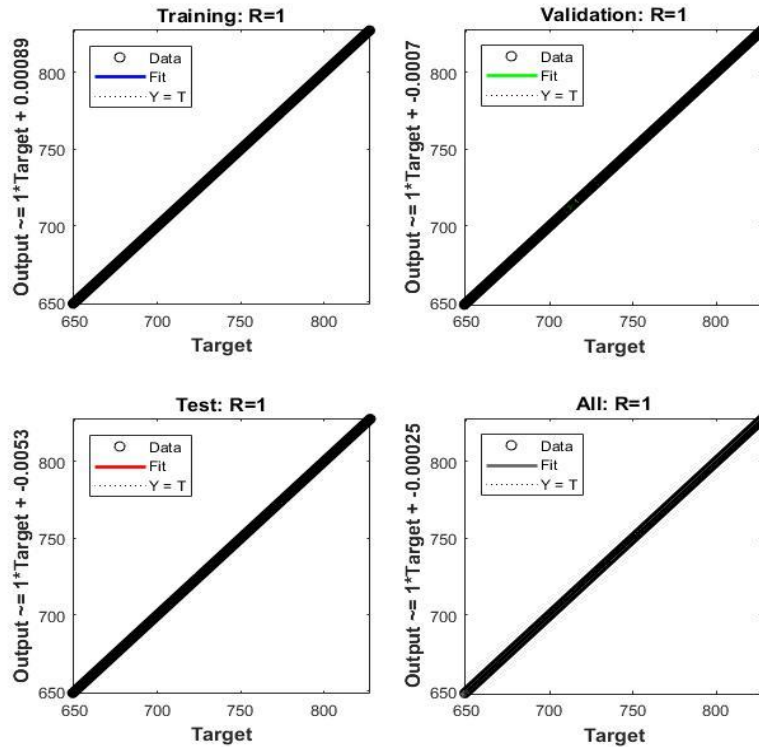 Training: R=1
Output ~= 1*Target + 0.00089
Data
Fit
Y = T
800
750
700
650
650 700 750 800
Target
Validation: R=1
Output ~= 1*Target + -0.0007
Data
Fit
Y = T
800
750
700
650
650 700 750 800
Target
Test: R=1
Output ~= 1*Target + -0.0053
Data
Fit
Y = T
800
750
700
650
650 700 750 800
Target
All: R=1
Output ~= 1*Target + -0.00025
Data
Fit
Y = T
800
750
700
650
650 700 750 800
Target